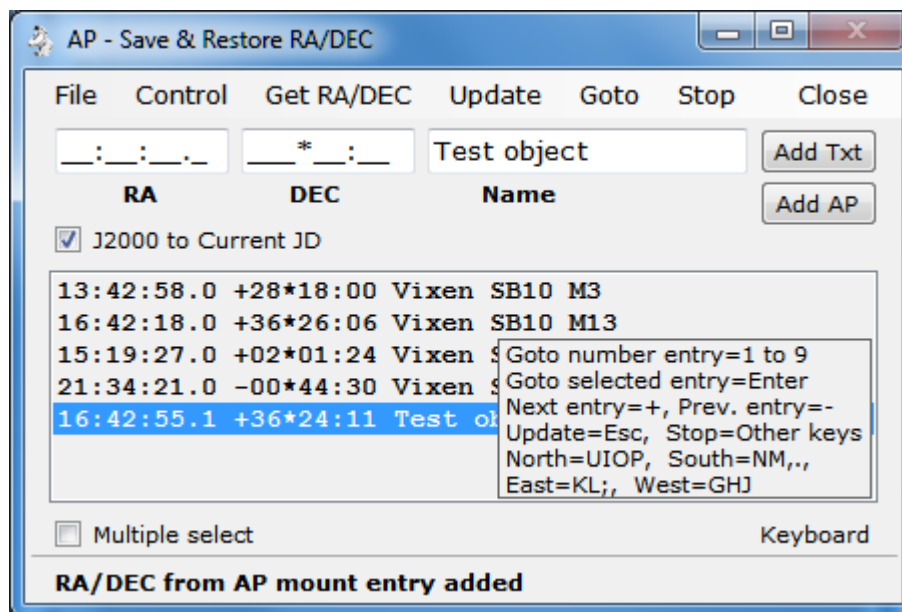 AP - Save & Restore RA/DEC
File Control Get RA/DEC Update Goto Stop Close
__:__:__._ ___*__:__ Test object Add Txt
RA DEC Name Add AP
J2000 to Current JD
13:42:58.0 +28*18:00 Vixen SB10 M3
16:42:18.0 +36*26:06 Vixen SB10 M13
15:19:27.0 +02*01:24 Vixen
21:34:21.0 -00*44:30 Vixen
16:42:55.1 +36*24:11 Test
Goto number entry=1 to 9
Goto selected entry=Enter
Next entry=+, Prev. entry=-
Update=Esc, Stop=Other keys
North=UIOP, South=NM,.,
East=KL;, West=GHJ
Multiple select Keyboard
RA/DEC from AP mount entry added